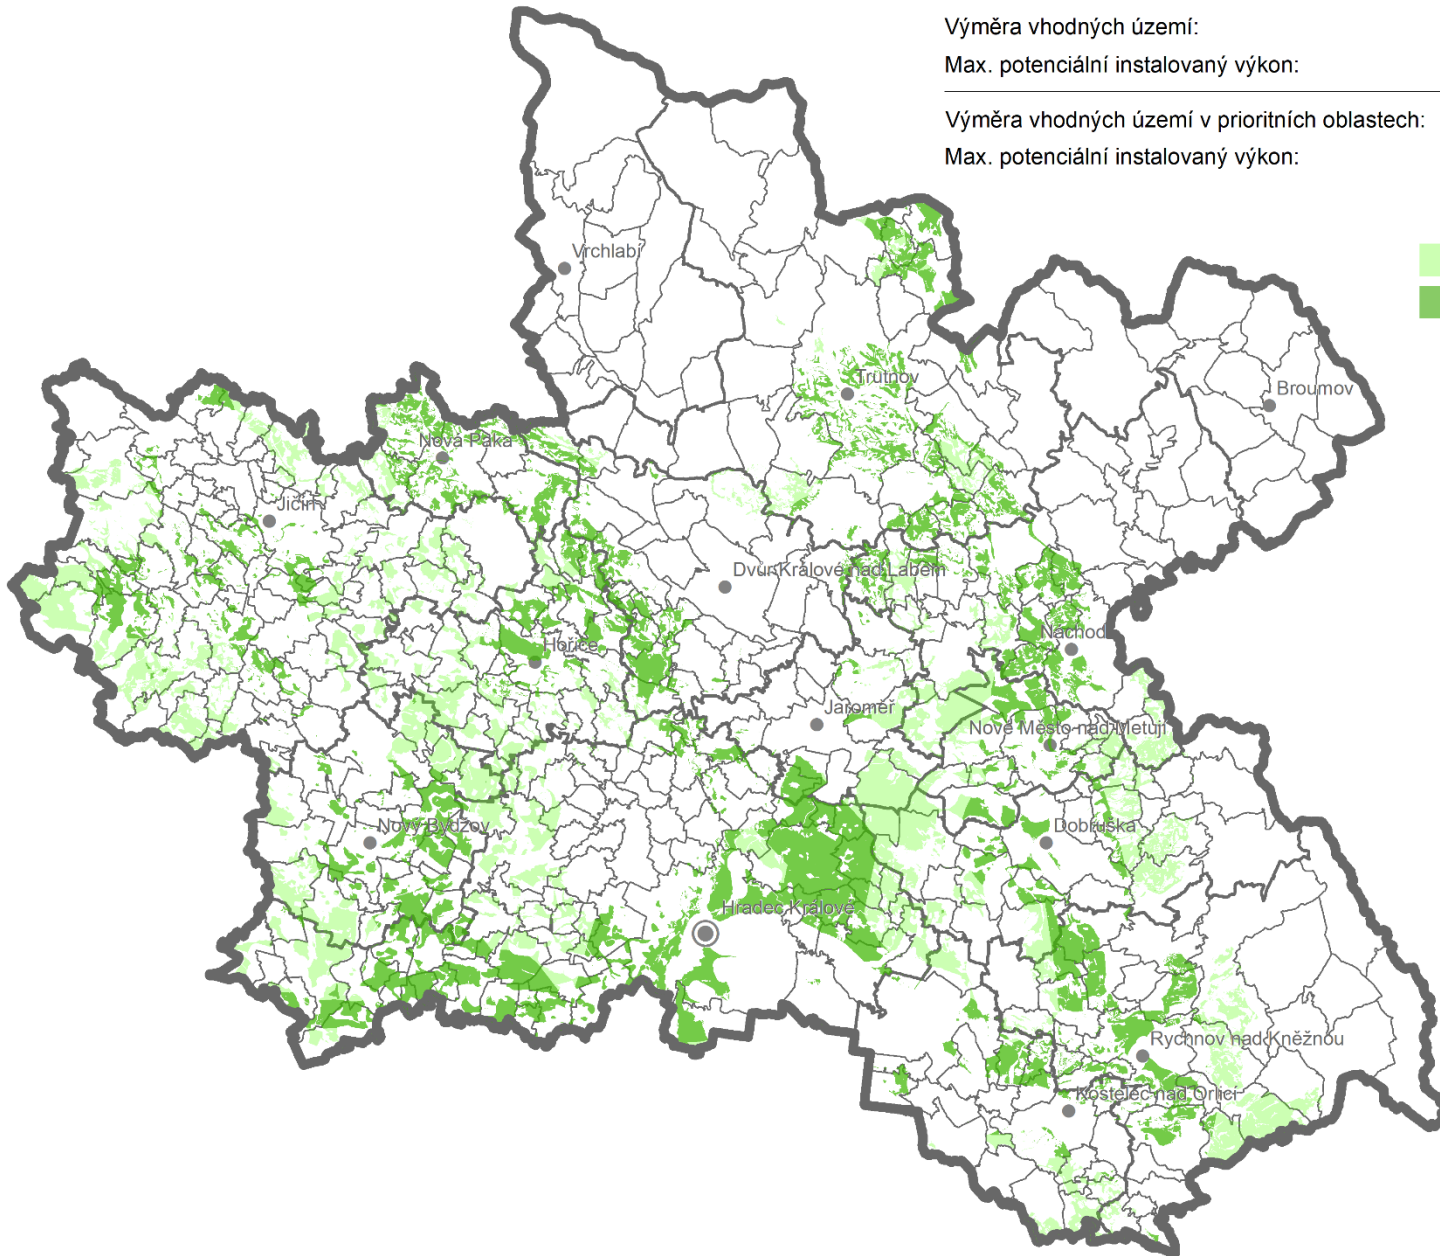 Výměra vhodných území:
Max. potenciální instalovaný výkon:
Výměra vhodných území v prioritních oblastech:
Max. potenciální instalovaný výkon:
Vrchlabí
Trutnov
Broumov
Nová Paka
Jičín
Dvůr Králové nad Labem
Náchod
Hořice
Jaroměř
Nové Město nad Metují
Nový Bydžov
Dobruška
Hradec Králové
Rychnov nad Kněžnou
Kostelec nad Orlicí